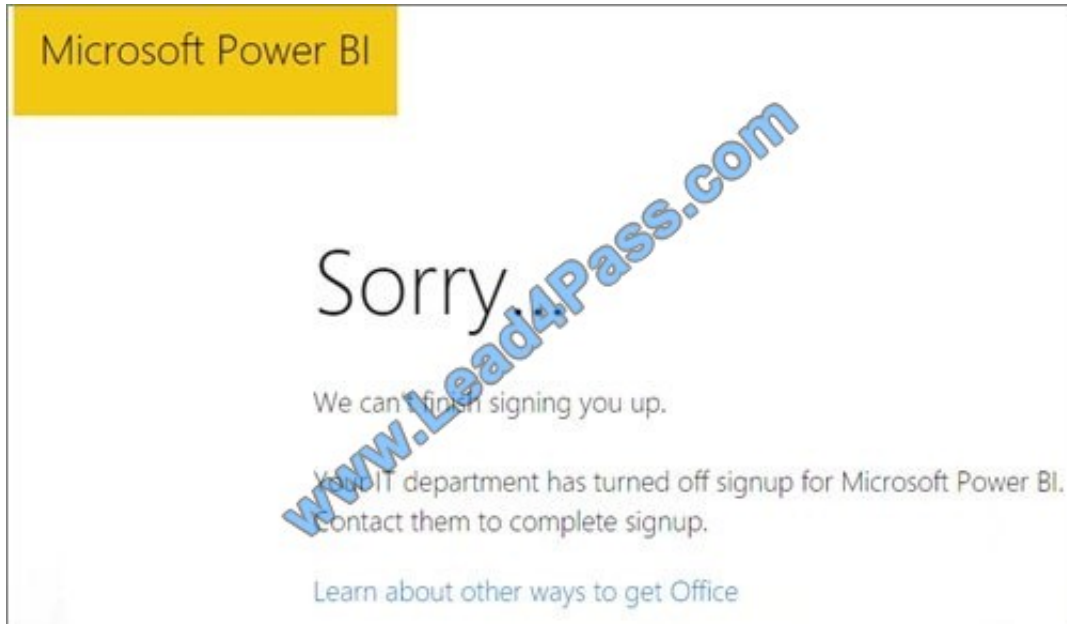 Microsoft Power BI
Sorry...
We can't finish signing you up.
Your IT department has turned off signup for Microsoft Power BI.
Contact them to complete signup.
Learn about other ways to get Office
www.Lead4Pass.com